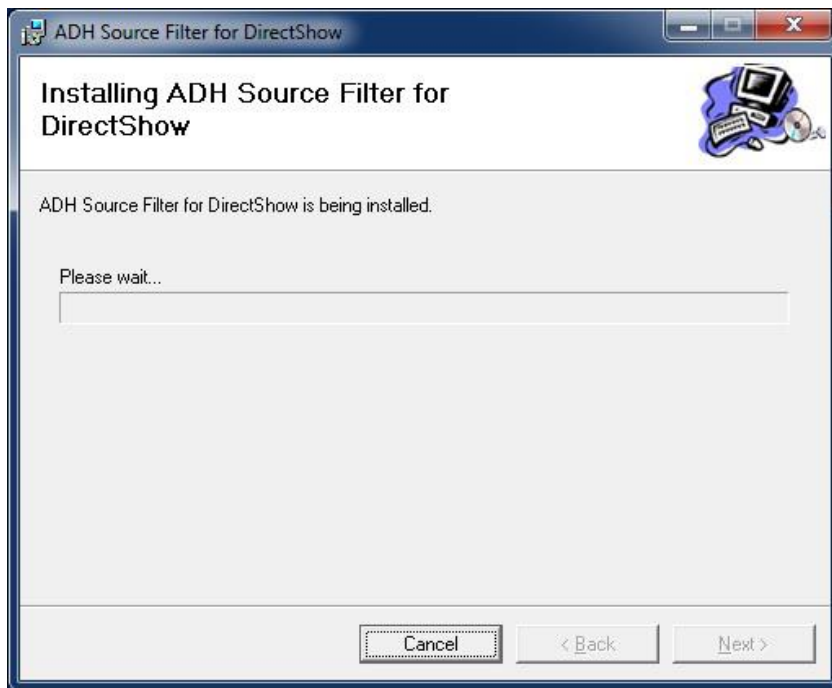 ADH Source Filter for DirectShow
Installing ADH Source Filter for
DirectShow
ADH Source Filter for DirectShow is being installed.
Please wait...
Cancel
< Back
Next >